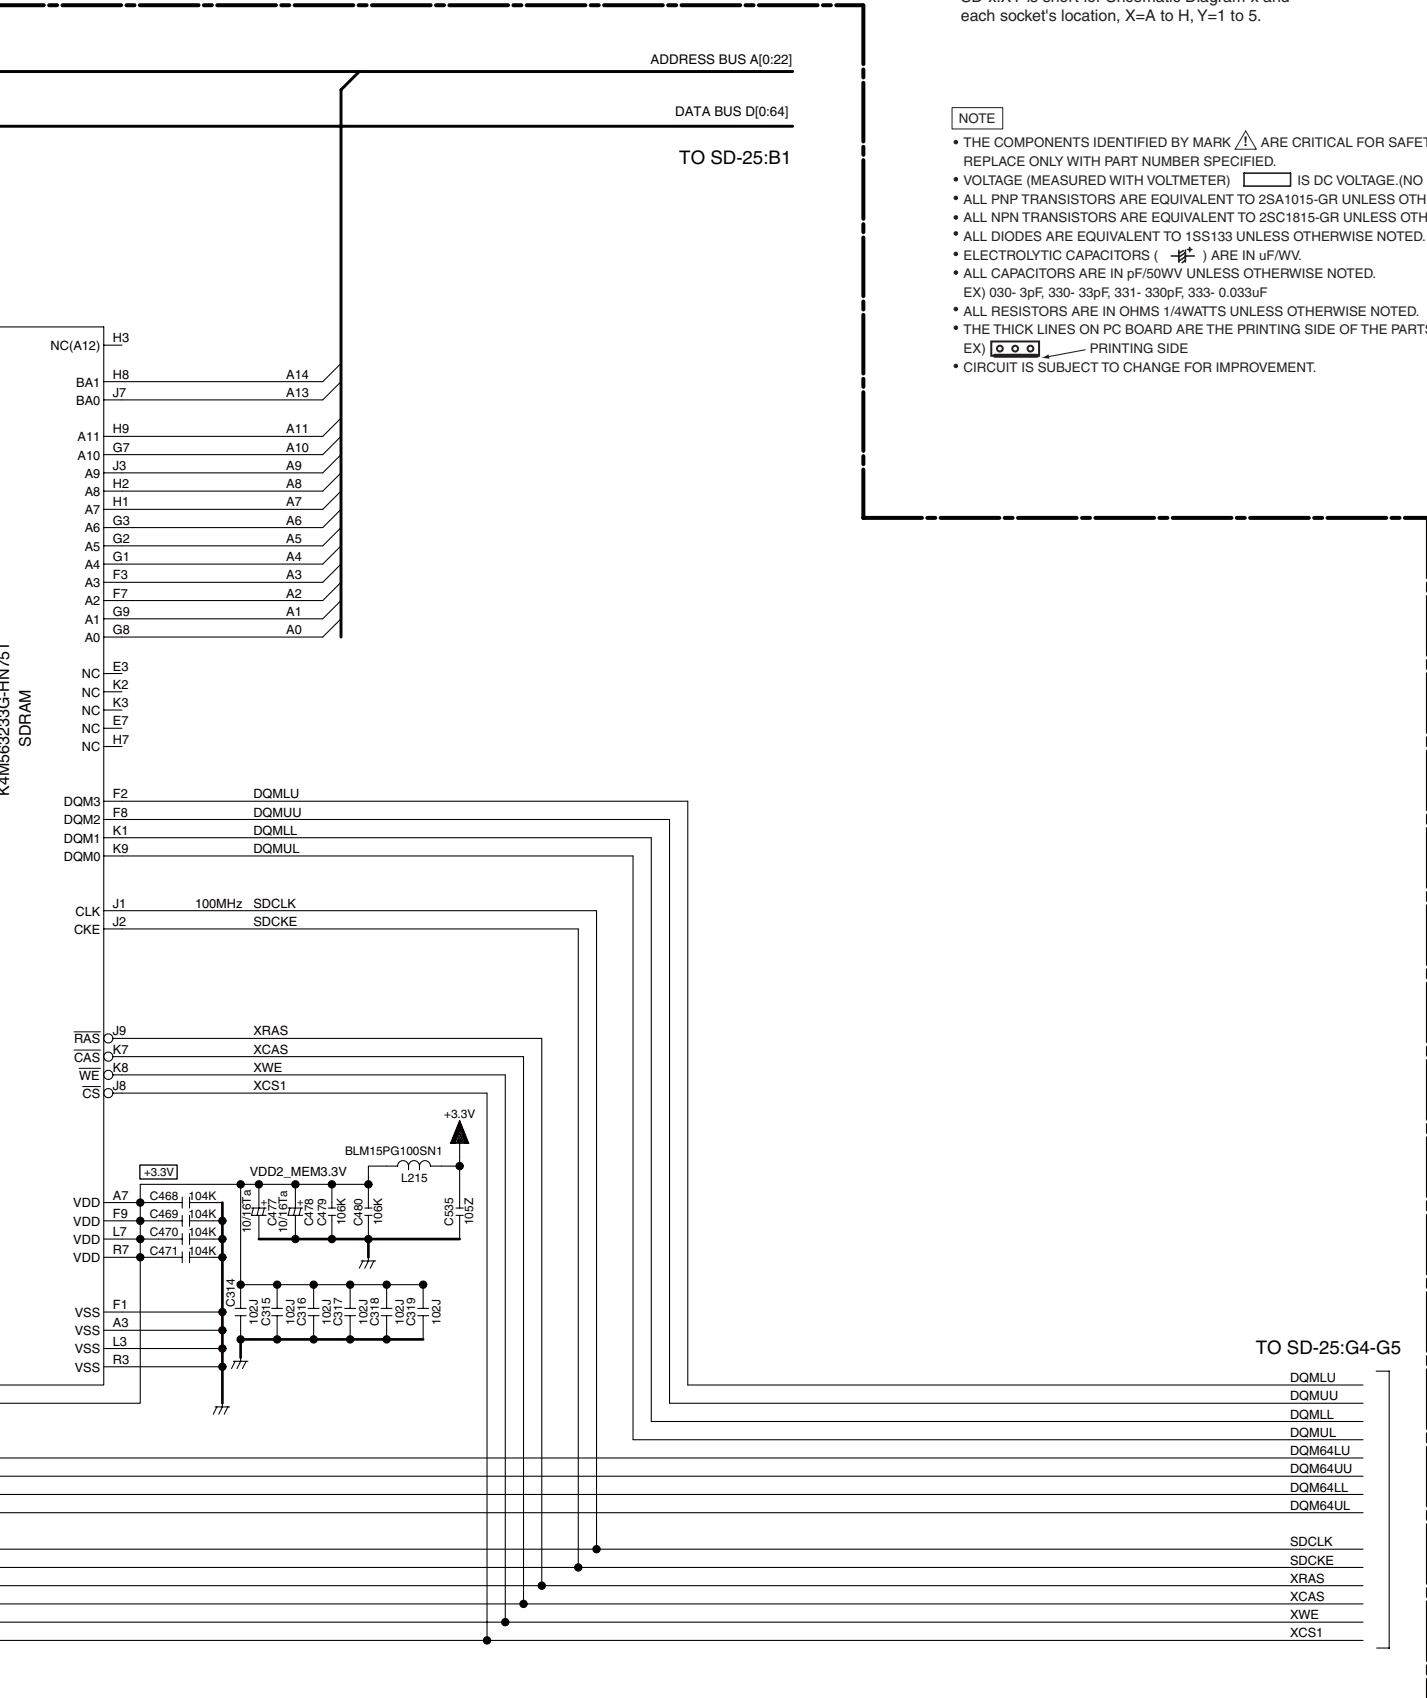 each socket's location, X=A to H, Y=1 to 5.
ADDRESS BUS A[0:22]
DATA BUS D[0:64]
TO SD-25:B1
NOTE
• THE COMPONENTS IDENTIFIED BY MARK ⚠ ARE CRITICAL FOR
REPLACE ONLY WITH PART NUMBER SPECIFIED.
• VOLTAGE (MEASURED WITH VOLTMETER) IS DC VOLTAGE.(NO
• ALL PNP TRANSISTORS ARE EQUIVALENT TO 2SA1015-GR UNLESS
• ALL NPN TRANSISTORS ARE EQUIVALENT TO 2SC1815-GR UNLESS
• ALL DIODES ARE EQUIVALENT TO 1SS133 UNLESS OTHERWISE NOTED.
• ELECTROLYTIC CAPACITORS ( + ) ARE IN uF/WV.
• ALL CAPACITORS ARE IN pF/50WV UNLESS OTHERWISE NOTED.
EX) 030- 3pF, 330- 33pF, 331- 330pF, 333- 0.033uF
• ALL RESISTORS ARE IN OHMS 1/4WATTS UNLESS OTHERWISE NOTED.
• THE THICK LINES ON PC BOARD ARE THE PRINTING SIDE OF THE
EX) PRINTING SIDE
• CIRCUIT IS SUBJECT TO CHANGE FOR IMPROVEMENT.
NC(A12) H3
BA1 H8 A14
BA0 J7 A13
A11 H9 A11
A10 G7 A10
A9 J3 A9
A8 H2 A8
A7 H1 A7
A6 G3 A6
A5 G2 A5
A4 G1 A4
A3 F3 A3
A2 F7 A2
A1 G9 A1
A0 G8 A0
SDRAM
NC E3
NC K2
NC K3
NC E7
NC H7
DQM3 F2 DQMLU
DQM2 F8 DQMUU
DQM1 K1 DQMLL
DQM0 K9 DQMUL
CLK J1 100MHz SDCLK
CKE J2 SDCKE
RAS J9 XRAS
CAS K7 XCAS
WE K8 XWE
CS J8 XCS1
+3.3V
BLM15PG100SN1
L215
+3.3V VDD2_MEM3.3V
VDD A7 C468 104K
VDD F9 C469 104K
VDD L7 C470 104K
VDD R7 C471 104K
10/16Ta
C477
10/16Ta
C478
C479
106K
C480
106K
C535
105Z
C314
102J
C315
102J
C316
102J
C317
102J
C318
102J
C319
102J
VSS F1
VSS A3
VSS L3
VSS R3
TO SD-25:G4-G5
DQMLU
DQMUU
DQMLL
DQMUL
DQM64LU
DQM64UU
DQM64LL
DQM64UL
SDCLK
SDCKE
XRAS
XCAS
XWE
XCS1